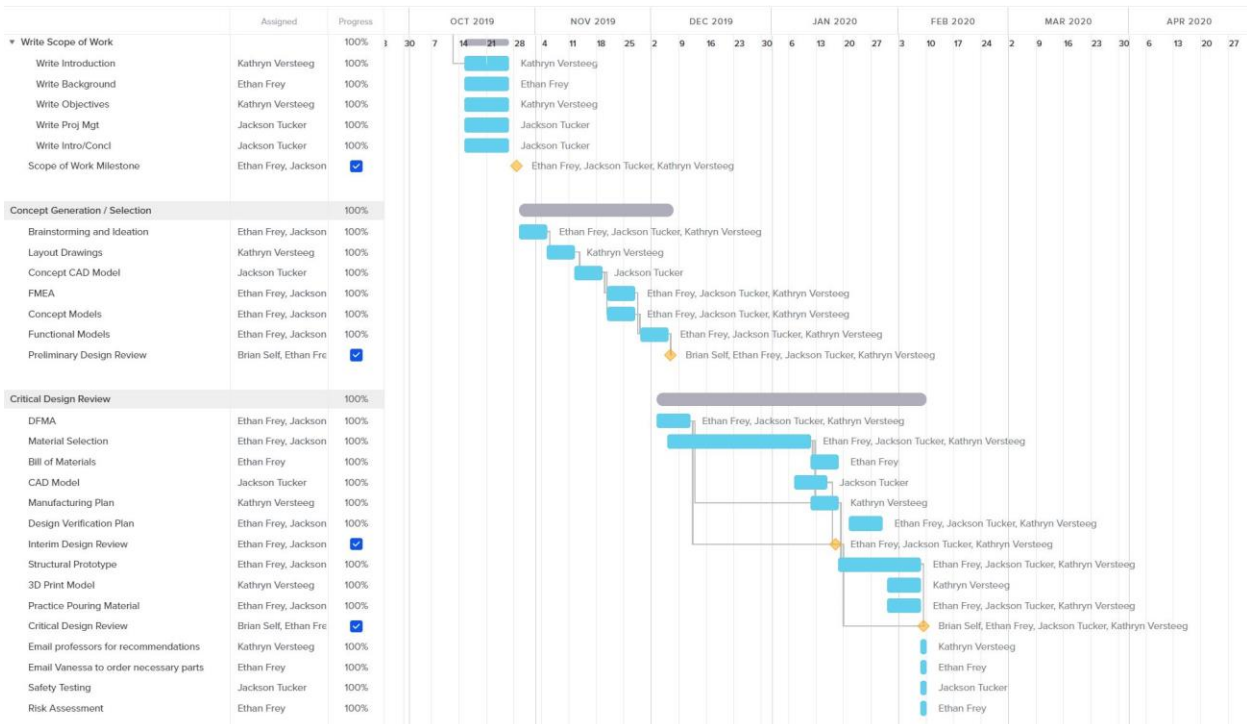 Assigned Progress OCT 2019 NOV 2019 DEC 2019 JAN 2020 FEB 2020 MAR 2020 APR 2020
Write Scope of Work 100% 3 30 7 14 21 28 4 11 18 25 2 9 16 23 30 6 13 20 27 3 10 17 24 2 9 16 23 30 6 13 20 27
Write Introduction Kathryn Versteeg 100% Kathryn Versteeg
Write Background Ethan Frey 100% Ethan Frey
Write Objectives Kathryn Versteeg 100% Kathryn Versteeg
Write Proj Mgt Jackson Tucker 100% Jackson Tucker
Write Intro/Concl Jackson Tucker 100% Jackson Tucker
Scope of Work Milestone Ethan Frey, Jackson Ethan Frey, Jackson Tucker, Kathryn Versteeg
Concept Generation / Selection 100%
Brainstorming and Ideation Ethan Frey, Jackson 100% Ethan Frey, Jackson Tucker, Kathryn Versteeg
Layout Drawings Kathryn Versteeg 100% Kathryn Versteeg
Concept CAD Model Jackson Tucker 100% Jackson Tucker
FMEA Ethan Frey, Jackson 100% Ethan Frey, Jackson Tucker, Kathryn Versteeg
Concept Models Ethan Frey, Jackson 100% Ethan Frey, Jackson Tucker, Kathryn Versteeg
Functional Models Ethan Frey, Jackson 100% Ethan Frey, Jackson Tucker, Kathryn Versteeg
Preliminary Design Review Brian Self, Ethan Fre Brian Self, Ethan Frey, Jackson Tucker, Kathryn Versteeg
Critical Design Review 100%
DFMA Ethan Frey, Jackson 100% Ethan Frey, Jackson Tucker, Kathryn Versteeg
Material Selection Ethan Frey, Jackson 100% Ethan Frey, Jackson Tucker, Kathryn Versteeg
Bill of Materials Ethan Frey 100% Ethan Frey
CAD Model Jackson Tucker 100% Jackson Tucker
Manufacturing Plan Kathryn Versteeg 100% Kathryn Versteeg
Design Verification Plan Ethan Frey, Jackson 100% Ethan Frey, Jackson Tucker, Kathryn Versteeg
Interim Design Review Ethan Frey, Jackson Ethan Frey, Jackson Tucker, Kathryn Versteeg
Structural Prototype Ethan Frey, Jackson 100% Ethan Frey, Jackson Tucker, Kathryn Versteeg
3D Print Model Kathryn Versteeg 100% Kathryn Versteeg
Practice Pouring Material Ethan Frey, Jackson 100% Ethan Frey, Jackson Tucker, Kathryn Versteeg
Critical Design Review Brian Self, Ethan Fre Brian Self, Ethan Frey, Jackson Tucker, Kathryn Versteeg
Email professors for recommendations Kathryn Versteeg 100% Kathryn Versteeg
Email Vanessa to order necessary parts Ethan Frey 100% Ethan Frey
Safety Testing Jackson Tucker 100% Jackson Tucker
Risk Assessment Ethan Frey 100% Ethan Frey